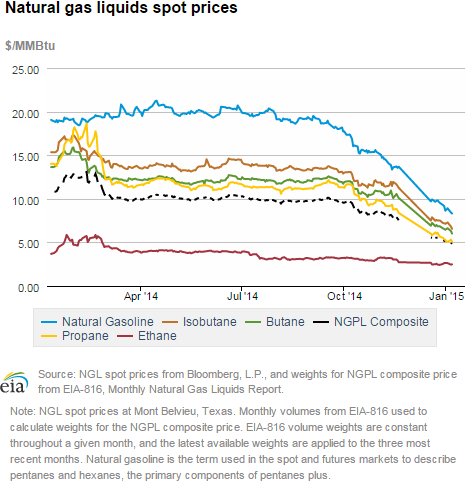 Natural gas liquids spot prices
$/MMBtu
25.00
20.00
15.00
10.00
5.00
0.00
Apr '14
Jul '14
Oct '14
Jan '15
Natural Gasoline
Isobutane
Butane
NGPL Composite
Propane
Ethane
eia
Source: NGL spot prices from Bloomberg, L.P., and weights for NGPL composite price
from EIA-816, Monthly Natural Gas Liquids Report.
Note: NGL spot prices at Mont Belvieu, Texas. Monthly volumes from EIA-816 used to
calculate weights for the NGPL composite price. EIA-816 volume weights are constant
throughout a given month, and the latest available weights are applied to the three most
recent months. Natural gasoline is the term used in the spot and futures markets to describe
pentanes and hexanes, the primary components of pentanes plus.